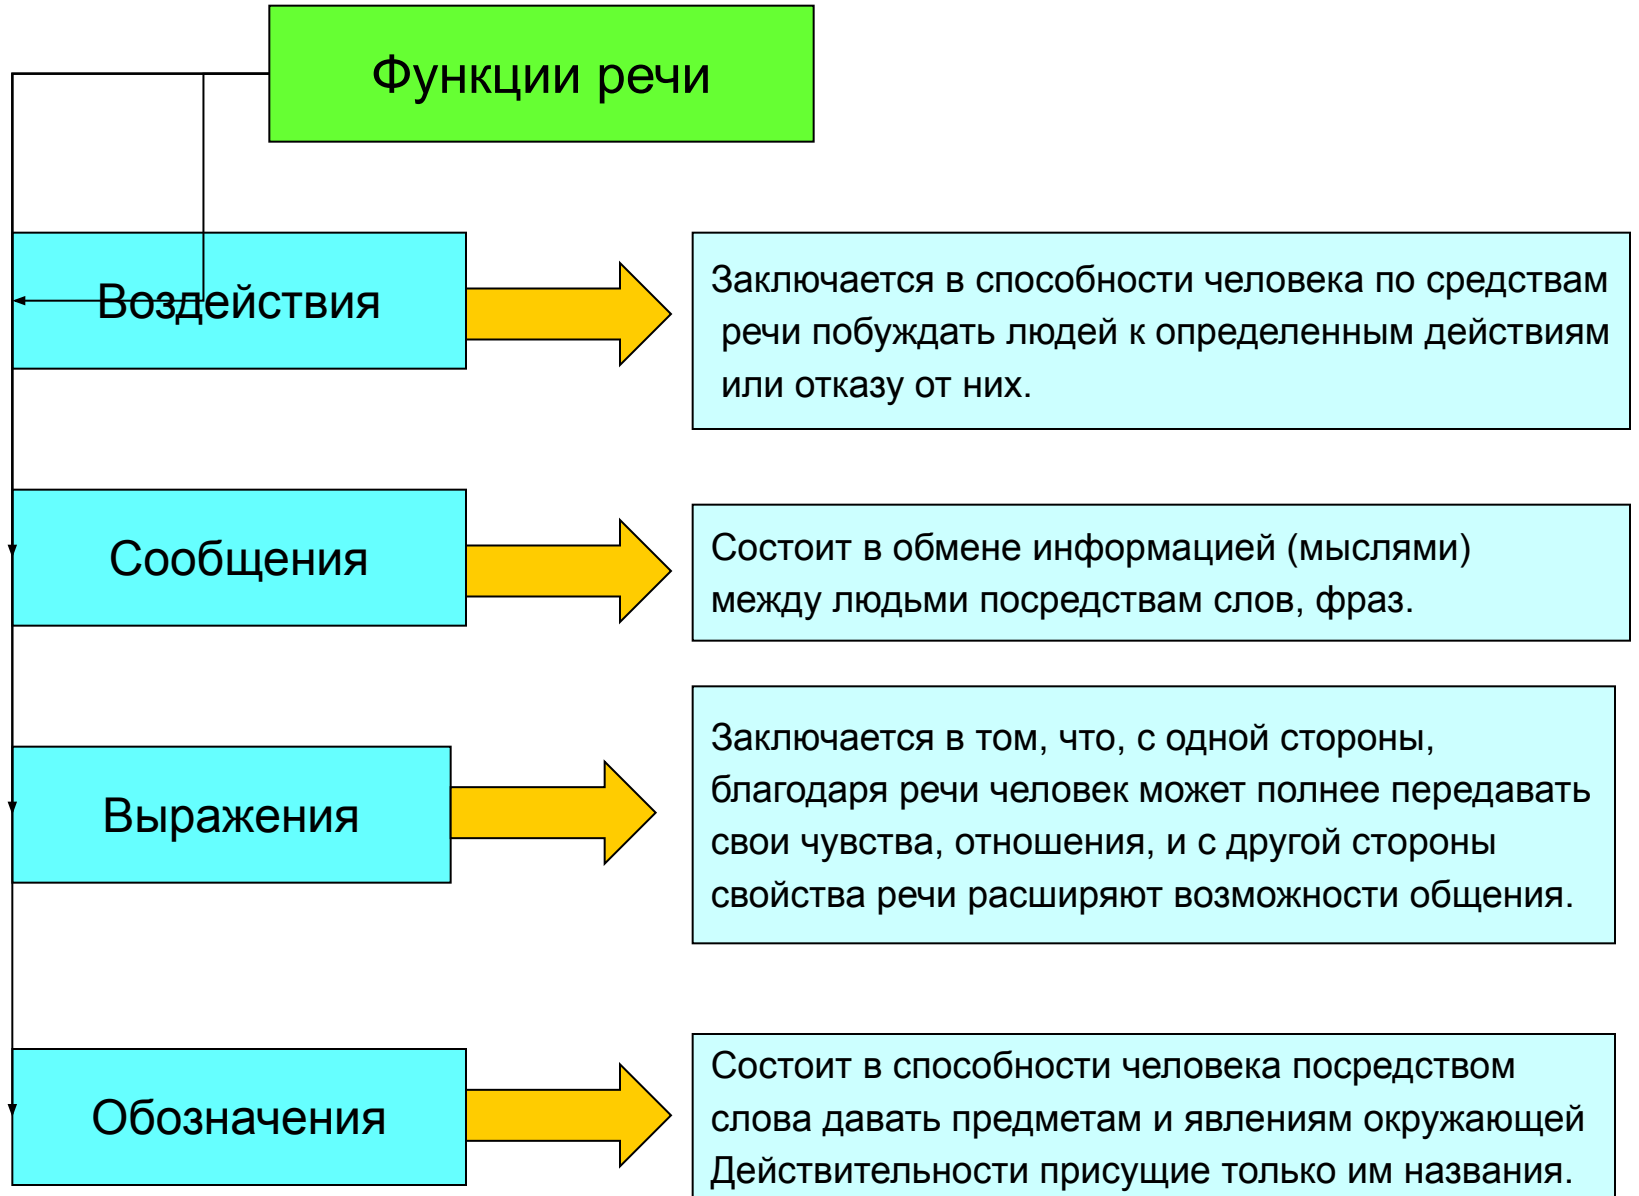 Функции речи
Воздействия
Заключается в способности человека по средствам
речи побуждать людей к определенным действиям
или отказу от них.
Сообщения
Состоит в обмене информацией (мыслями)
между людьми посредствам слов, фраз.
Выражения
Заключается в том, что, с одной стороны,
благодаря речи человек может полнее передавать
свои чувства, отношения, и с другой стороны
свойства речи расширяют возможности общения.
Обозначения
Состоит в способности человека посредством
слова давать предметам и явлениям окружающей
Действительности присущие только им названия.